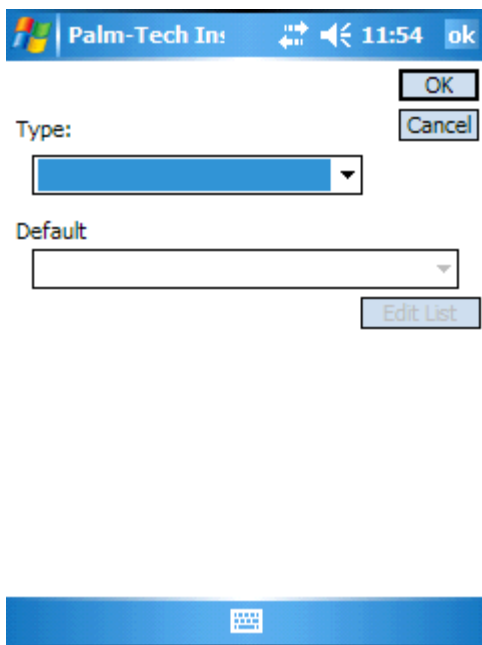 Palm-Tech Ins 11:54 ok
OK
Cancel
Type:
Default
Edit List